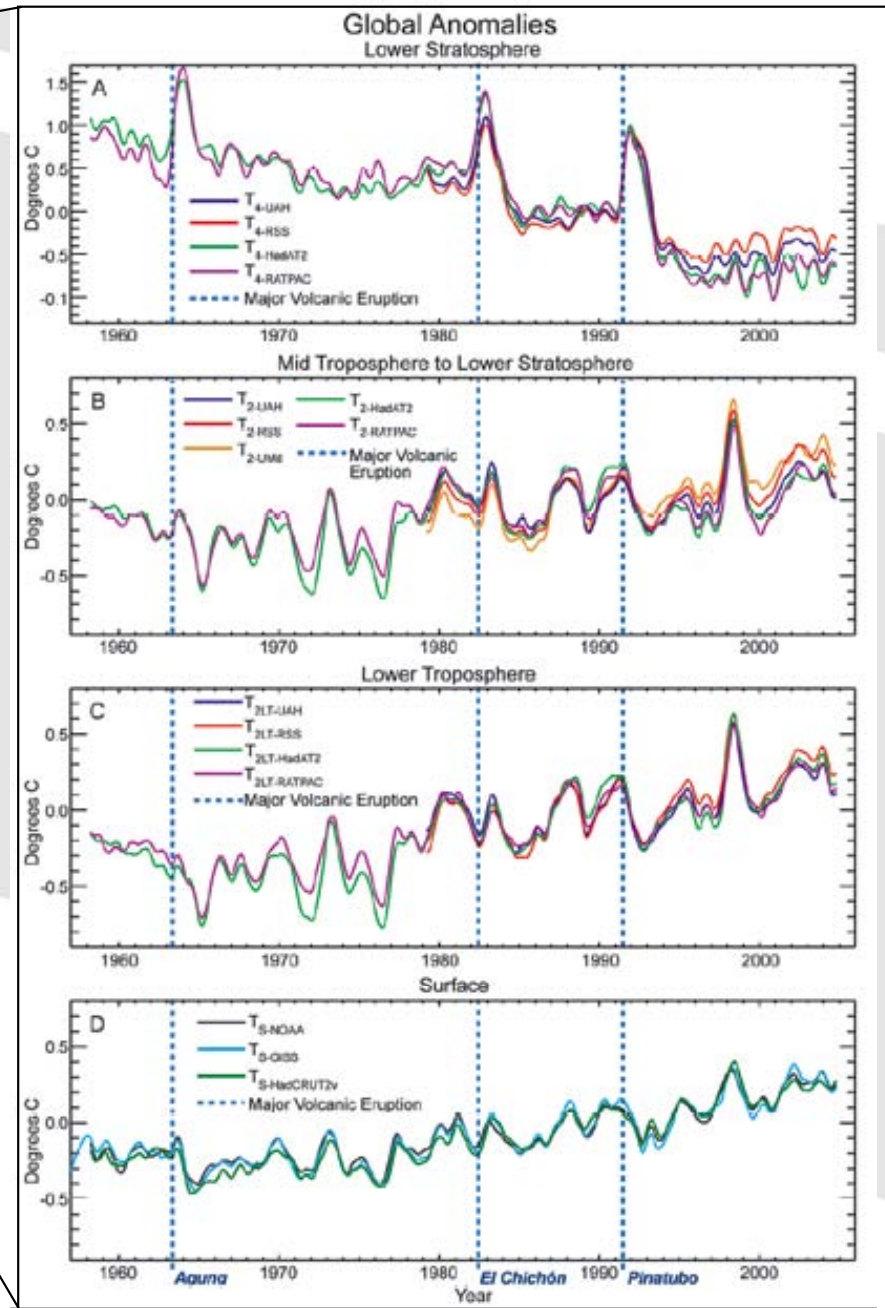 Global Anomalies
Lower Stratosphere
A
1.5
1.0
0.5
0.0
-0.5
-0.1
Degrees C
T4-UAH
T4-RSS
T4-HadAT2
T4-RATPAC
Major Volcanic Eruption
1960 1970 1980 1990 2000
Mid Troposphere to Lower Stratosphere
B
0.5
0.0
-0.5
Degrees C
T2-UAH T2-HadAT2
T2-RSS T2-RATPAC
T2-UMd Major Volcanic
Eruption
1960 1970 1980 1990 2000
Lower Troposphere
C
0.5
0.0
-0.5
Degrees C
T2LT-UAH
T2LT-RSS
T2LT-HadAT2
T2LT-RATPAC
Major Volcanic Eruption
1960 1970 1980 1990 2000
Surface
D
0.5
0.0
-0.5
Degrees C
TS-NOAA
TS-GISS
TS-HadCRUT2v
Major Volcanic Eruption
1960 1970 1980 1990 2000
Agung El Chichón Pinatubo
Year